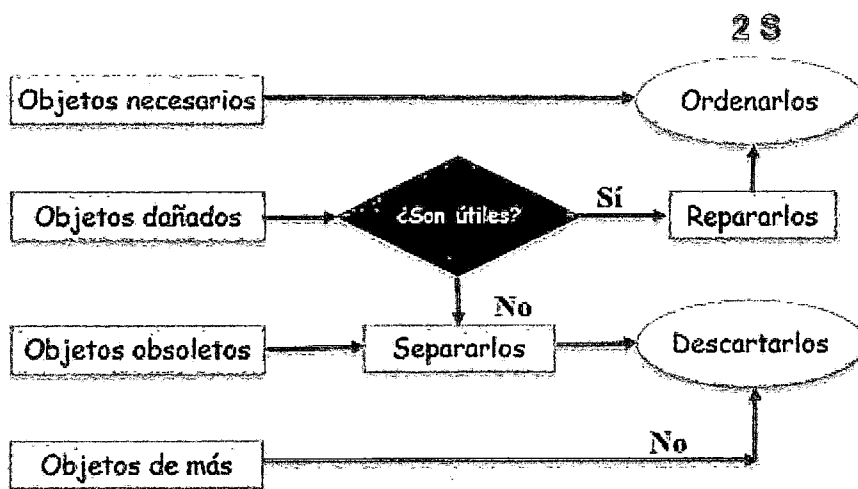 2 S
Objetos necesarios
Ordenarlos
Objetos dañados
¿Son útiles?
Sí
Repararlos
No
Objetos obsoletos
Separarlos
Descartarlos
No
Objetos de más